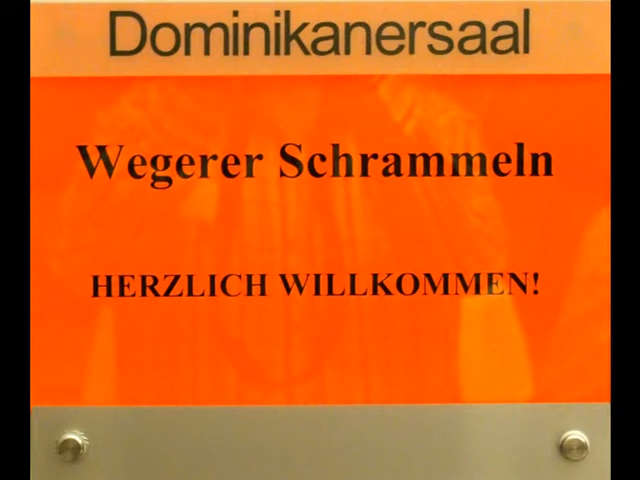 Dominikanersaal
Wegerer Schrammeln
HERZLICH WILLKOMMEN!